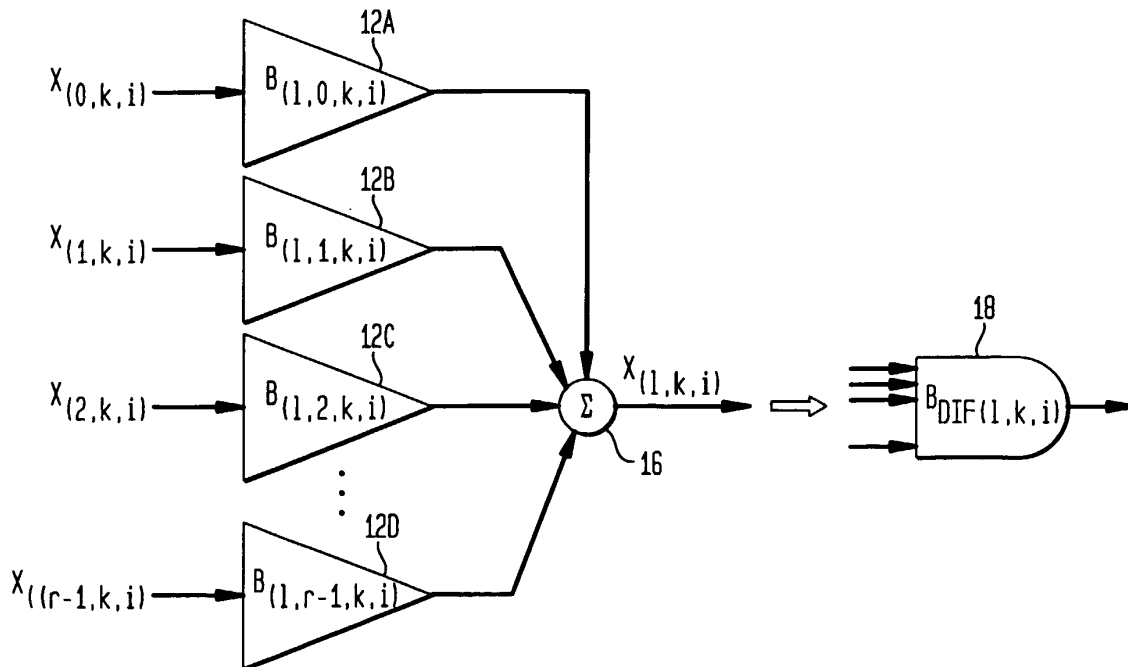 12A
X(0,k,i)
B(l,0,k,i)
12B
X(1,k,i)
B(l,1,k,i)
12C
X(2,k,i)
B(l,2,k,i)
Σ
X(l,k,i)
16
18
BDIF(l,k,i)
12D
X((r-1,k,i)
B(l,r-1,k,i)